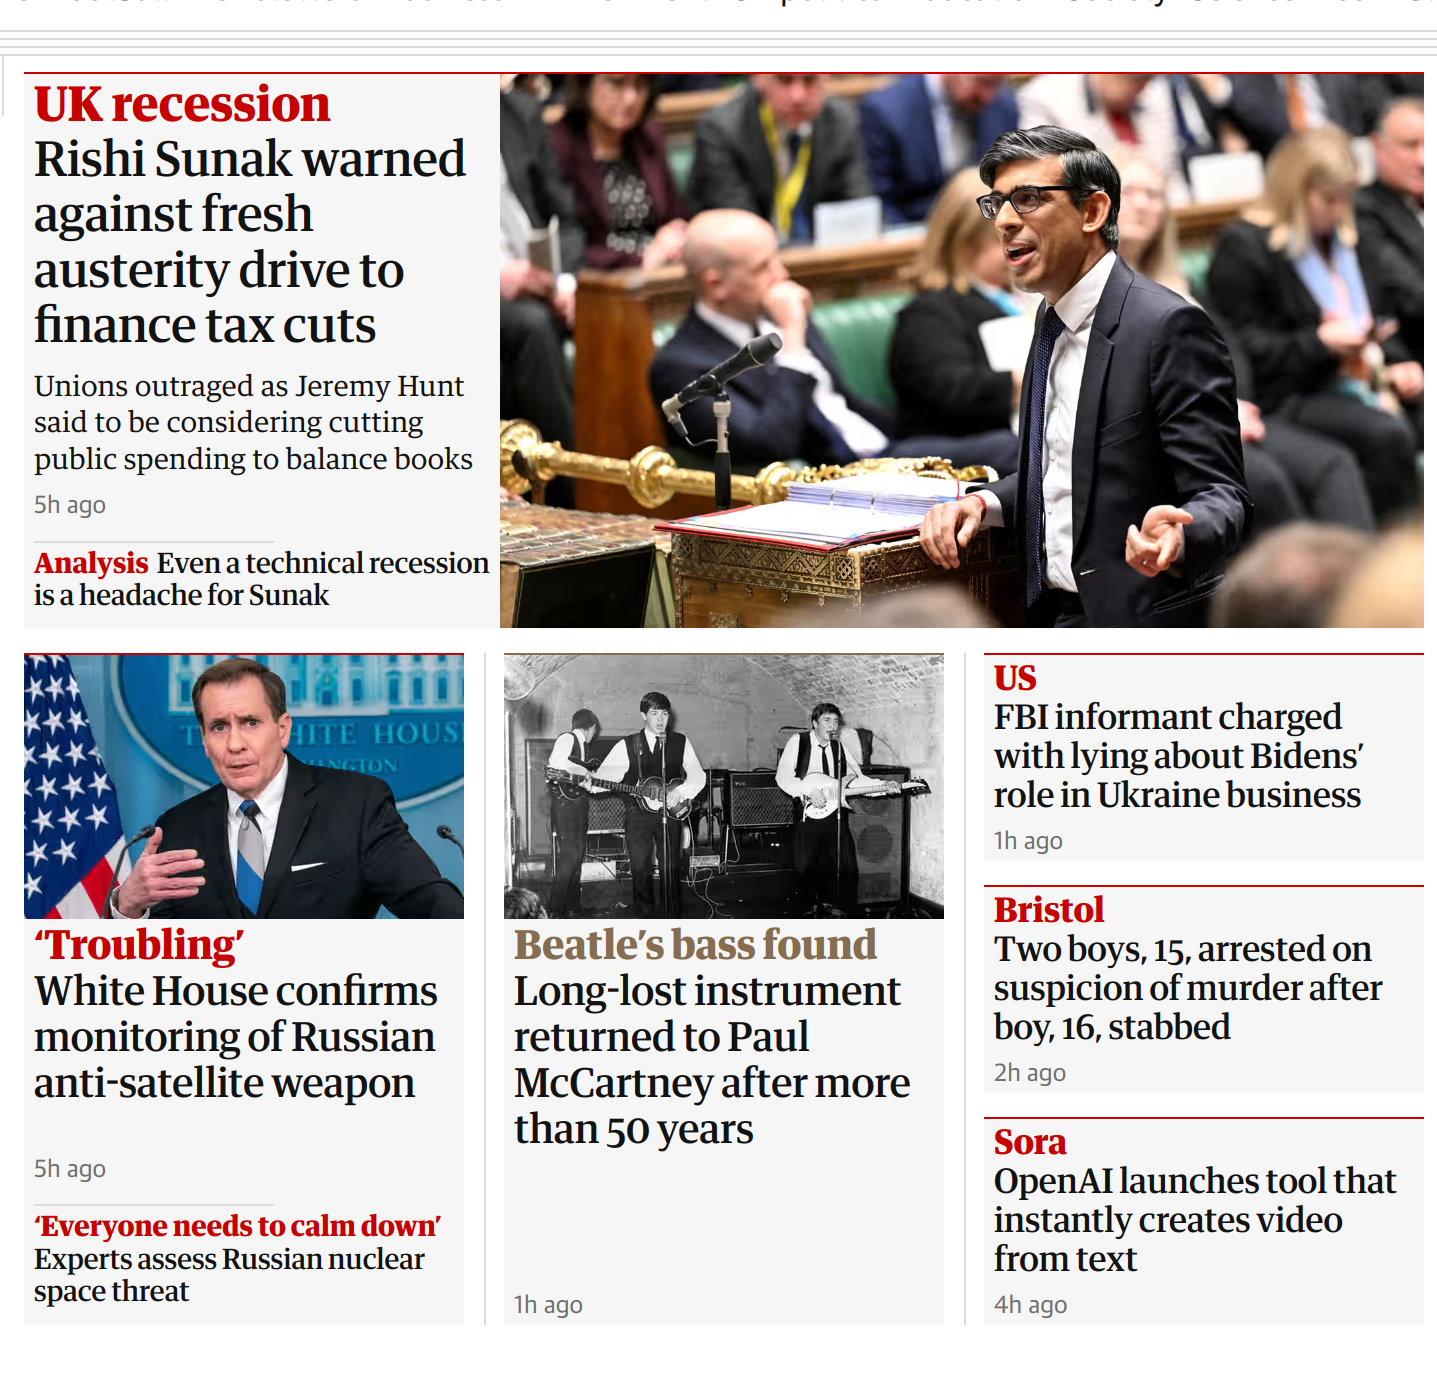 UK recession
Rishi Sunak warned
against fresh
austerity drive to
finance tax cuts
Unions outraged as Jeremy Hunt
said to be considering cutting
public spending to balance books
5h ago
Analysis Even a technical recession
is a headache for Sunak
HITE HOUS
‘Troubling’
White House confirms
monitoring of Russian
anti-satellite weapon
5h ago
‘Everyone needs to calm down’
Experts assess Russian nuclear
space threat
Beatle’s bass found
Long-lost instrument
returned to Paul
McCartney after more
than 50 years
1h ago
US
FBI informant charged
with lying about Bidens’
role in Ukraine business
1h ago
Bristol
Two boys, 15, arrested on
suspicion of murder after
boy, 16, stabbed
2h ago
Sora
OpenAI launches tool that
instantly creates video
from text
4h ago